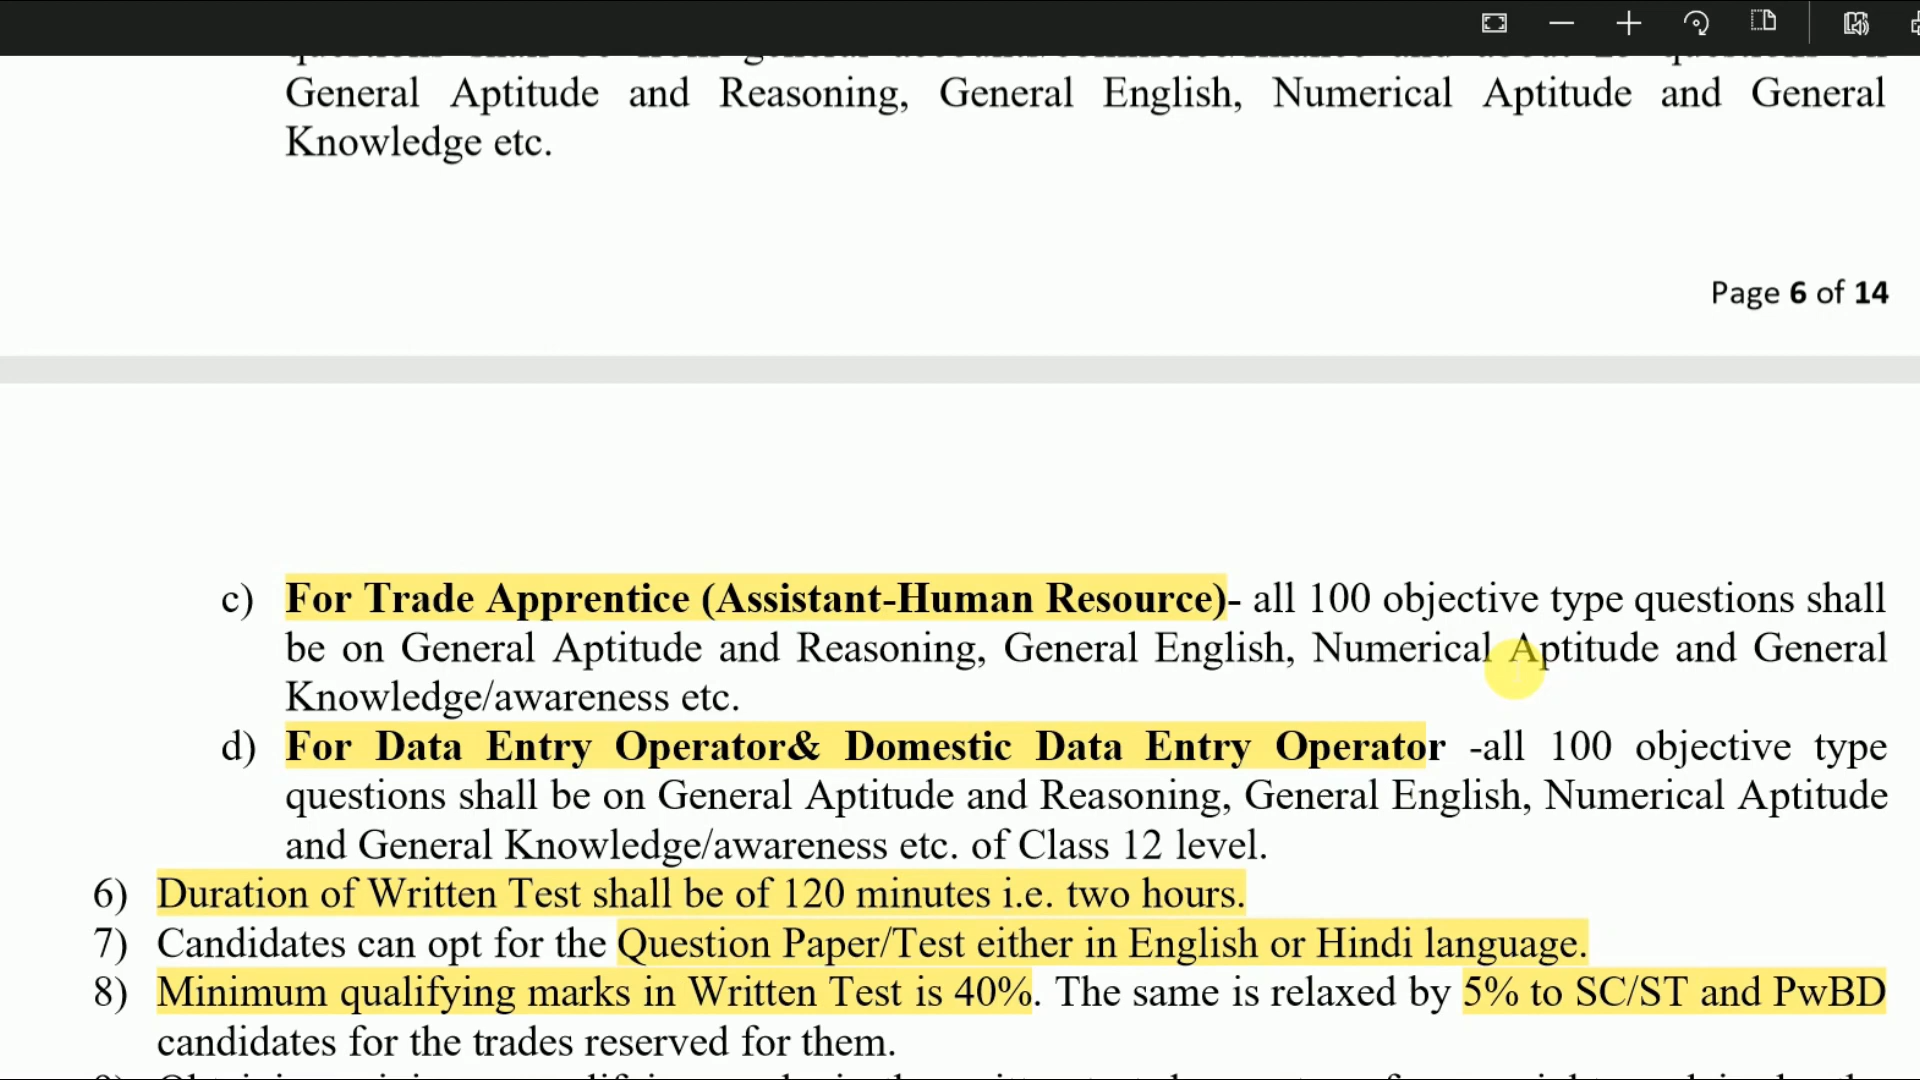 General Aptitude and Reasoning, General English, Numerical Aptitude and General
Knowledge etc.
Page 6 of 14
c) For Trade Apprentice (Assistant-Human Resource)- all 100 objective type questions shall
be on General Aptitude and Reasoning, General English, Numerical Aptitude and General
Knowledge/awareness etc.
d) For Data Entry Operator& Domestic Data Entry Operator -all 100 objective type
questions shall be on General Aptitude and Reasoning, General English, Numerical Aptitude
and General Knowledge/awareness etc. of Class 12 level.
6) Duration of Written Test shall be of 120 minutes i.e. two hours.
7) Candidates can opt for the Question Paper/Test either in English or Hindi language.
8) Minimum qualifying marks in Written Test is 40%. The same is relaxed by 5% to SC/ST and PwBD
candidates for the trades reserved for them.